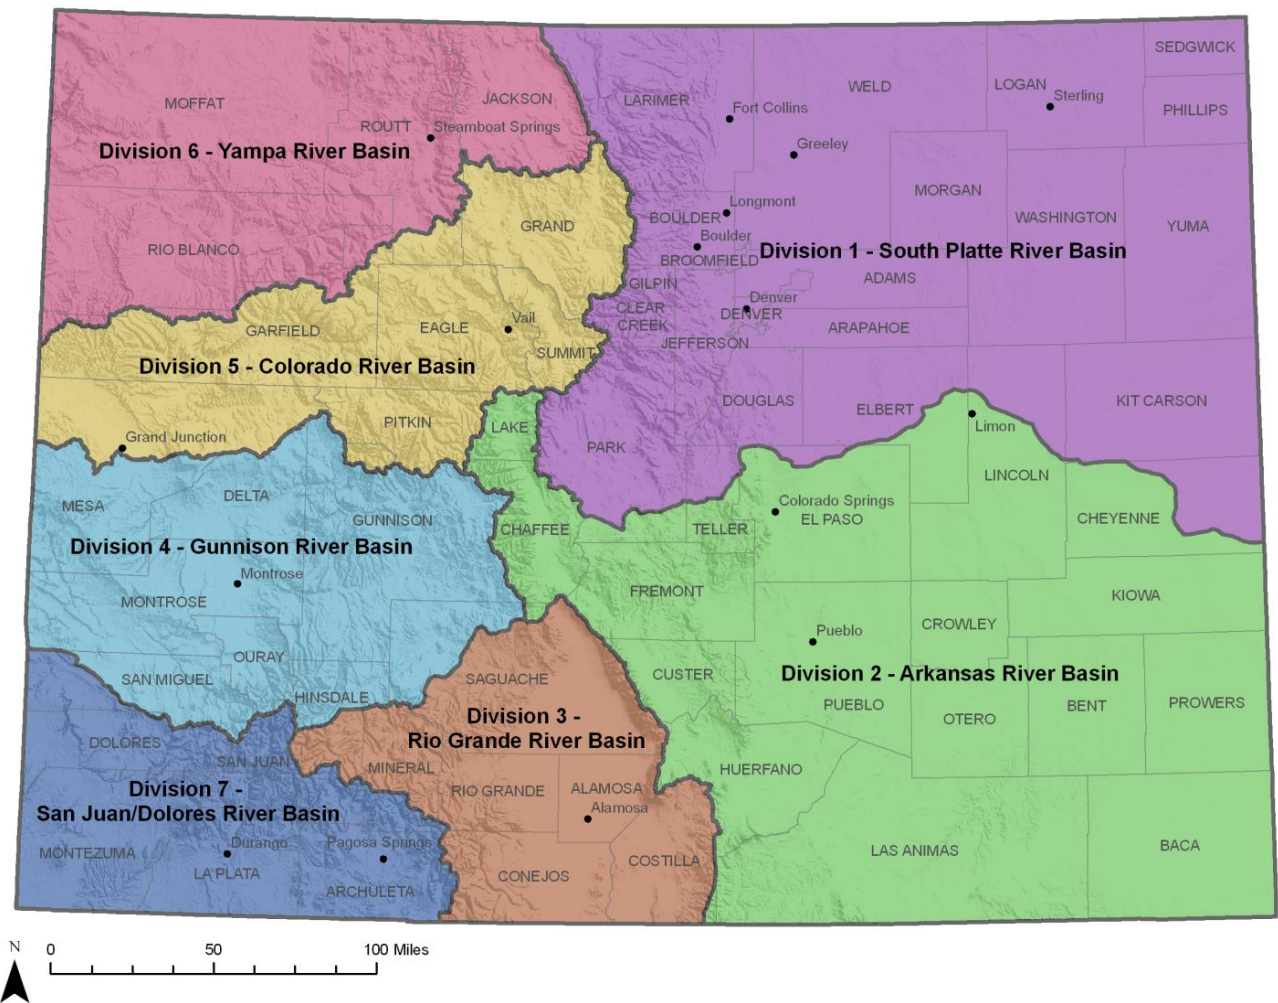 SEDGWICK
LOGAN
WELD
Sterling
MOFFAT
JACKSON
LARIMER
Fort Collins
PHILLIPS
ROUTT
Steamboat Springs
Greeley
Division 6 - Yampa River Basin
MORGAN
Longmont
BOULDER
WASHINGTON
GRAND
YUMA
Boulder
RIO BLANCO
Division 1 - South Platte River Basin
BROOMFIELD
ADAMS
GILPIN
Denver
CLEAR
CREEK
DENVER
Vail
GARFIELD
EAGLE
ARAPAHOE
JEFFERSON
SUMMIT
Division 5 - Colorado River Basin
DOUGLAS
KIT CARSON
ELBERT
PITKIN
LAKE
Limon
Grand Junction
PARK
LINCOLN
DELTA
Colorado Springs
MESA
GUNNISON
EL PASO
CHEYENNE
CHAFFEE
TELLER
Division 4 - Gunnison River Basin
Montrose
FREMONT
KIOWA
MONTROSE
CROWLEY
Pueblo
OURAY
SAN MIGUEL
SAGUACHE
CUSTER
Division 2 - Arkansas River Basin
HINSDALE
PUEBLO
BENT
PROWERS
Division 3 -
Rio Grande River Basin
OTERO
DOLORES
SAN JUAN
MINERAL
HUERFANO
Division 7 -
San Juan/Dolores River Basin
RIO GRANDE
ALAMOSA
Alamosa
Durango
Pagosa Springs
MONTEZUMA
LAS ANIMAS
BACA
LA PLATA
COSTILLA
CONEJOS
ARCHULETA
N
0 50 100 Miles